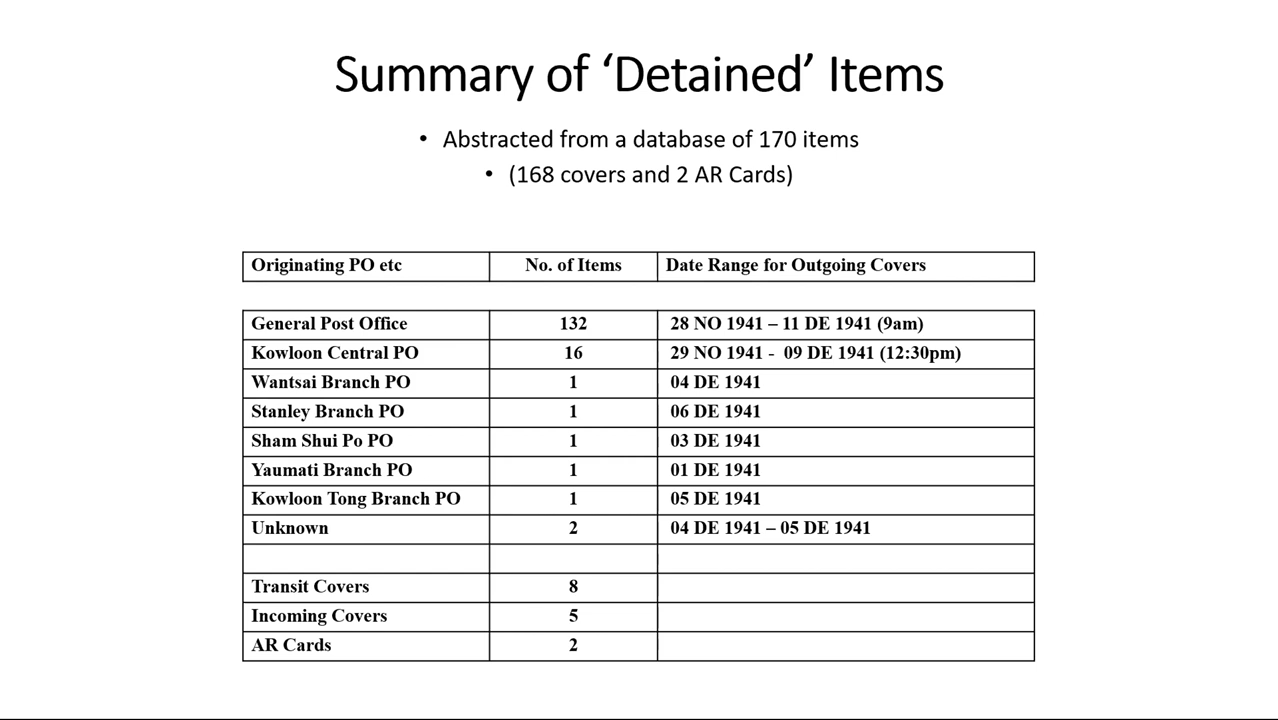 Summary of ‘Detained’ Items
• Abstracted from a database of 170 items
• (168 covers and 2 AR Cards)
Originating PO etc No. of Items Date Range for Outgoing Covers
General Post Office 132 28 NO 1941 – 11 DE 1941 (9am)
Kowloon Central PO 16 29 NO 1941 - 09 DE 1941 (12:30pm)
Wantsai Branch PO 1 04 DE 1941
Stanley Branch PO 1 06 DE 1941
Sham Shui Po PO 1 03 DE 1941
Yaumati Branch PO 1 01 DE 1941
Kowloon Tong Branch PO 1 05 DE 1941
Unknown 2 04 DE 1941 – 05 DE 1941
Transit Covers 8
Incoming Covers 5
AR Cards 2